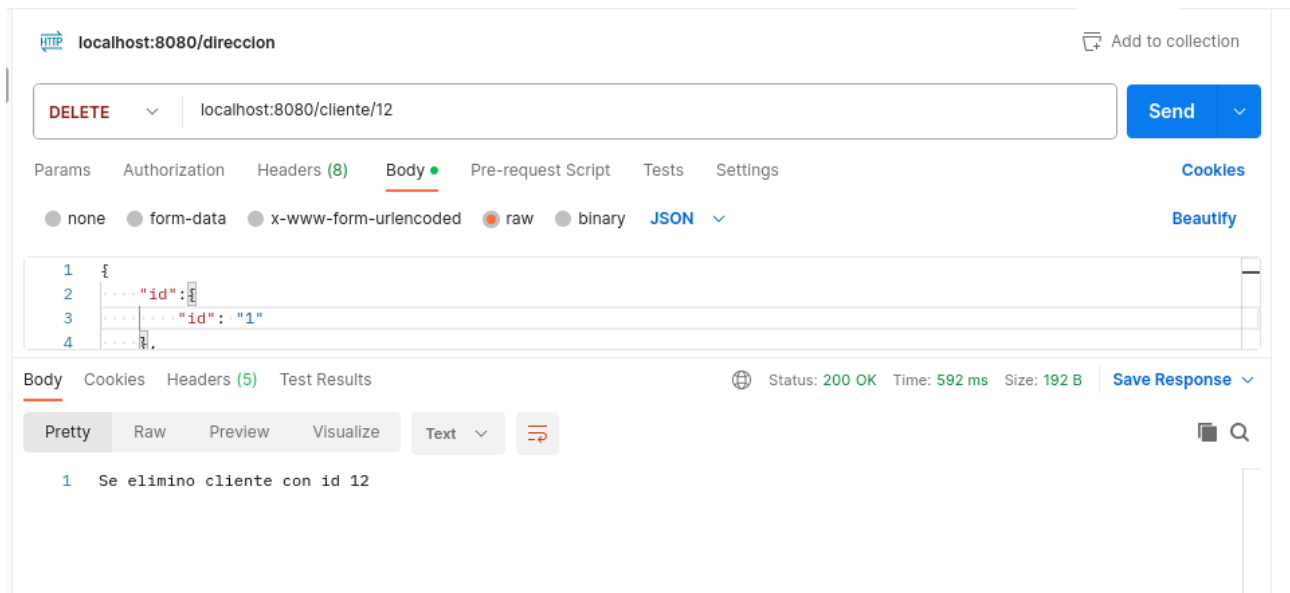 HTTP localhost:8080/direccion Add to collection
DELETE localhost:8080/cliente/12 Send
Params Authorization Headers (8) Body Pre-request Script Tests Settings Cookies
none form-data x-www-form-urlencoded raw binary JSON Beautify
1 {
2 "id":{
3 "id": "1"
4 },
Body Cookies Headers (5) Test Results Status: 200 OK Time: 592 ms Size: 192 B Save Response
Pretty Raw Preview Visualize Text
1 Se elimino cliente con id 12